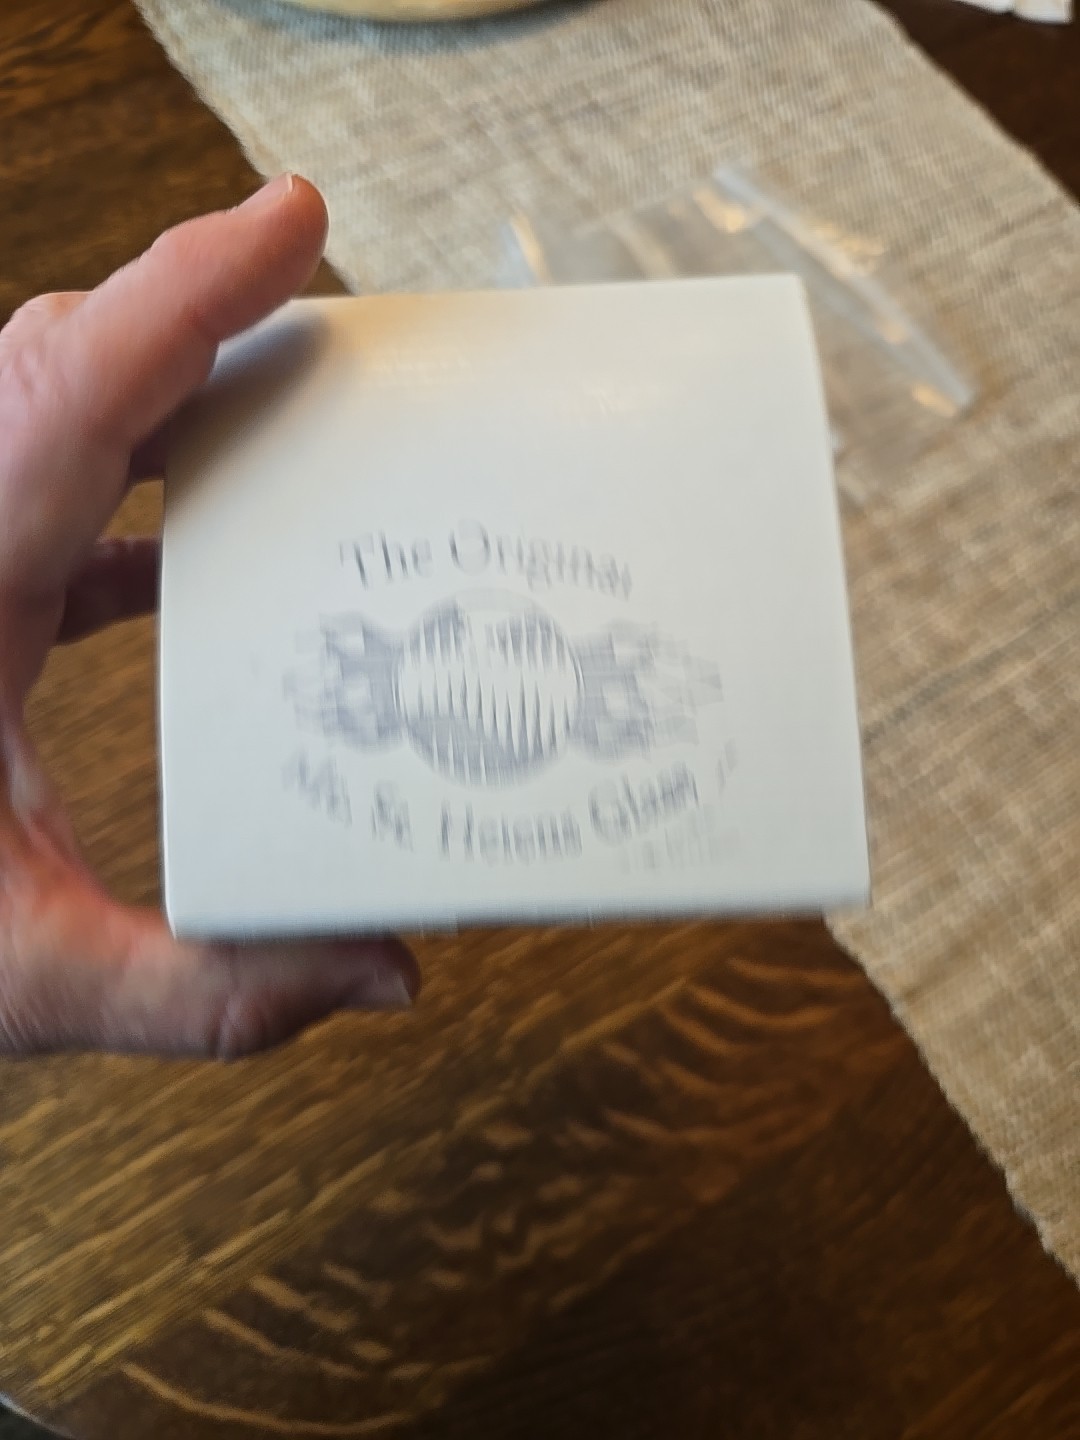 The Original
Mt. St. Helens Glass